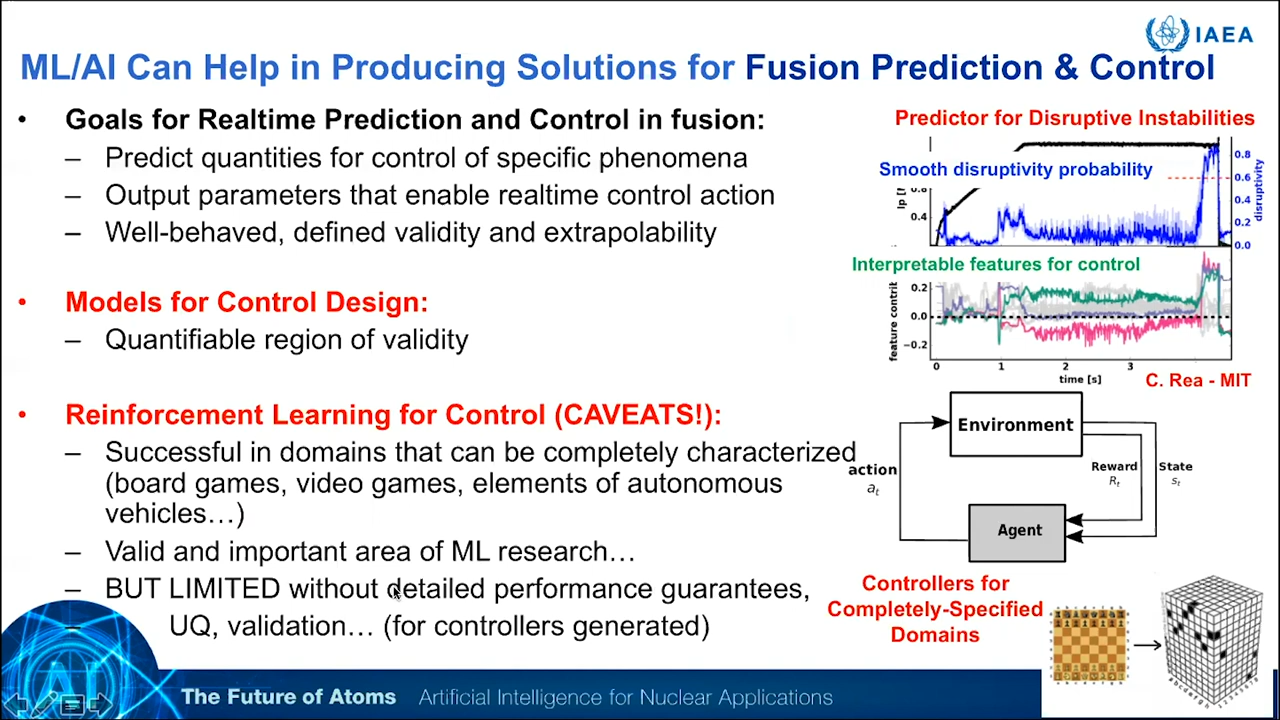 IAEA
ML/AI Can Help in Producing Solutions for Fusion Prediction & Control
• Goals for Realtime Prediction and Control in fusion:
– Predict quantities for control of specific phenomena
– Output parameters that enable realtime control action
– Well-behaved, defined validity and extrapolability
• Models for Control Design:
– Quantifiable region of validity
• Reinforcement Learning for Control (CAVEATS!):
– Successful in domains that can be completely characterized
(board games, video games, elements of autonomous
vehicles…)
– Valid and important area of ML research…
– BUT LIMITED without detailed performance guarantees,
– UQ, validation… (for controllers generated)
Predictor for Disruptive Instabilities
Smooth disruptivity probability
0.4
0.8
0.6
0.4
0.2
0.0
disruptivity
Interpretable features for control
0.2
0.0
−0.2
0 1 2 3
time [s]
C. Rea - MIT
Environment
action
at
Reward
Rt
State
st
Agent
Controllers for
Completely-Specified
Domains
AI
The Future of Atoms Artificial Intelligence for Nuclear Applications